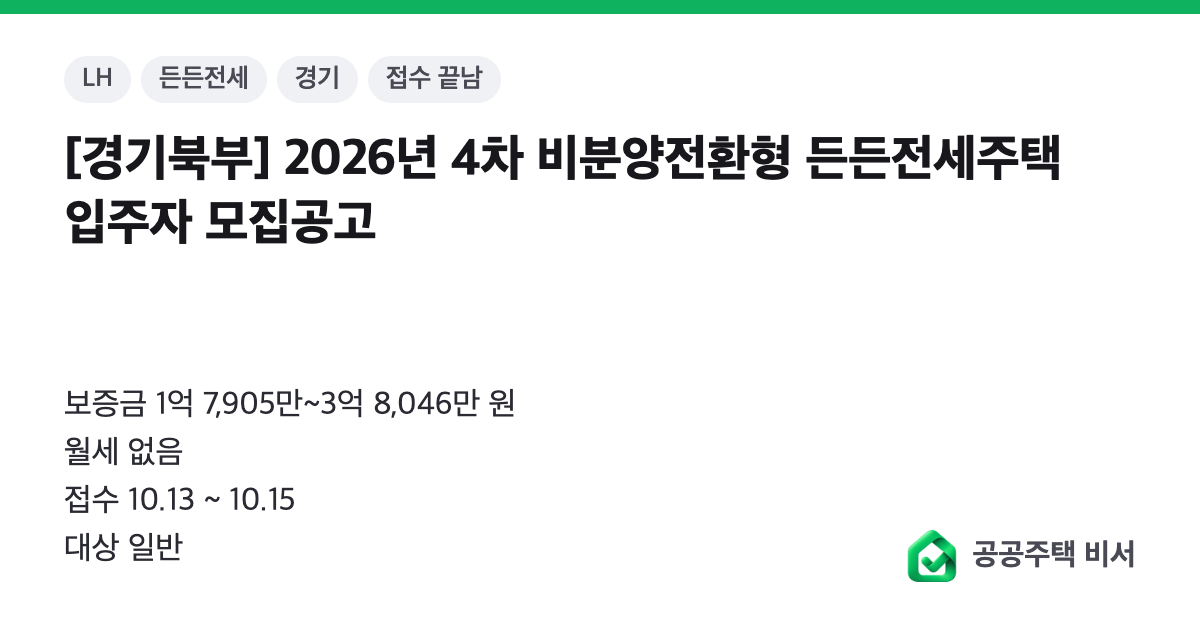 LH 든든전세 경기 접수 끝남
[경기북부] 2026년 4차 비분양전환형 든든전세주택
입주자 모집공고
보증금 1억 7,905만~3억 8,046만 원
월세 없음
접수 10.13 ~ 10.15
대상 일반
공공주택 비서